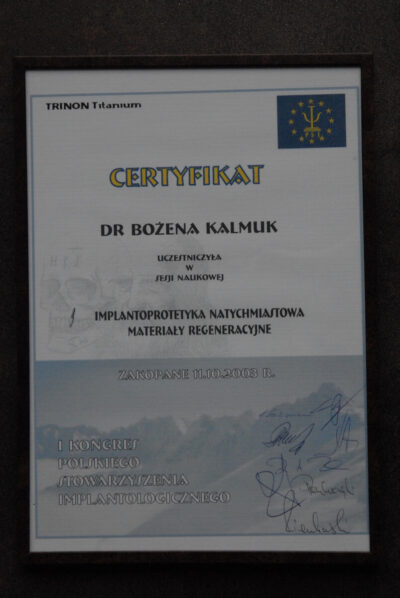 TRINON Titanium
CERTYFIKAT
DR BOŻENA KALMUK
UCZESTNICZYŁA
W
SESJI NAUKOWEJ
IMPLANTOPROTETYKA NATYCHMIASTOWA
MATERIAŁY REGENERACYJNE
ZAKOPANE 11.10.2003 R.
I KONGRES
POLSKIEGO
STOWARZYSZENIA
IMPLANTOLOGICZNEGO